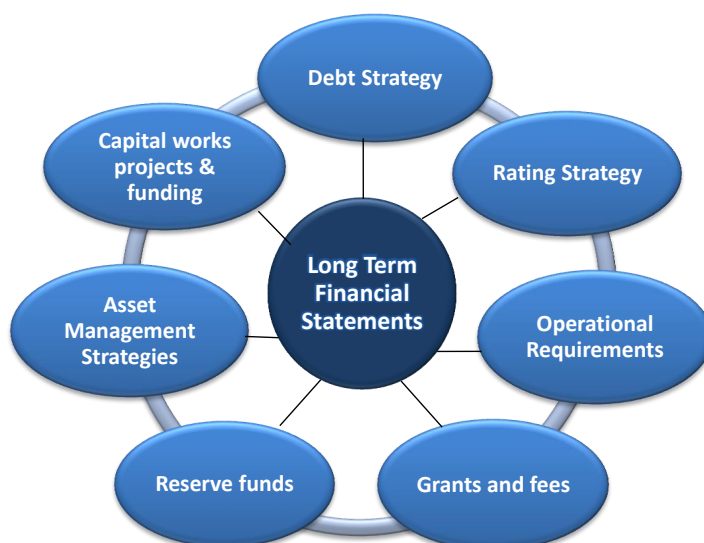 Debt Strategy
Capital works
projects &
funding
Rating Strategy
Long Term
Financial
Statements
Asset
Management
Strategies
Operational
Requirements
Reserve funds
Grants and fees